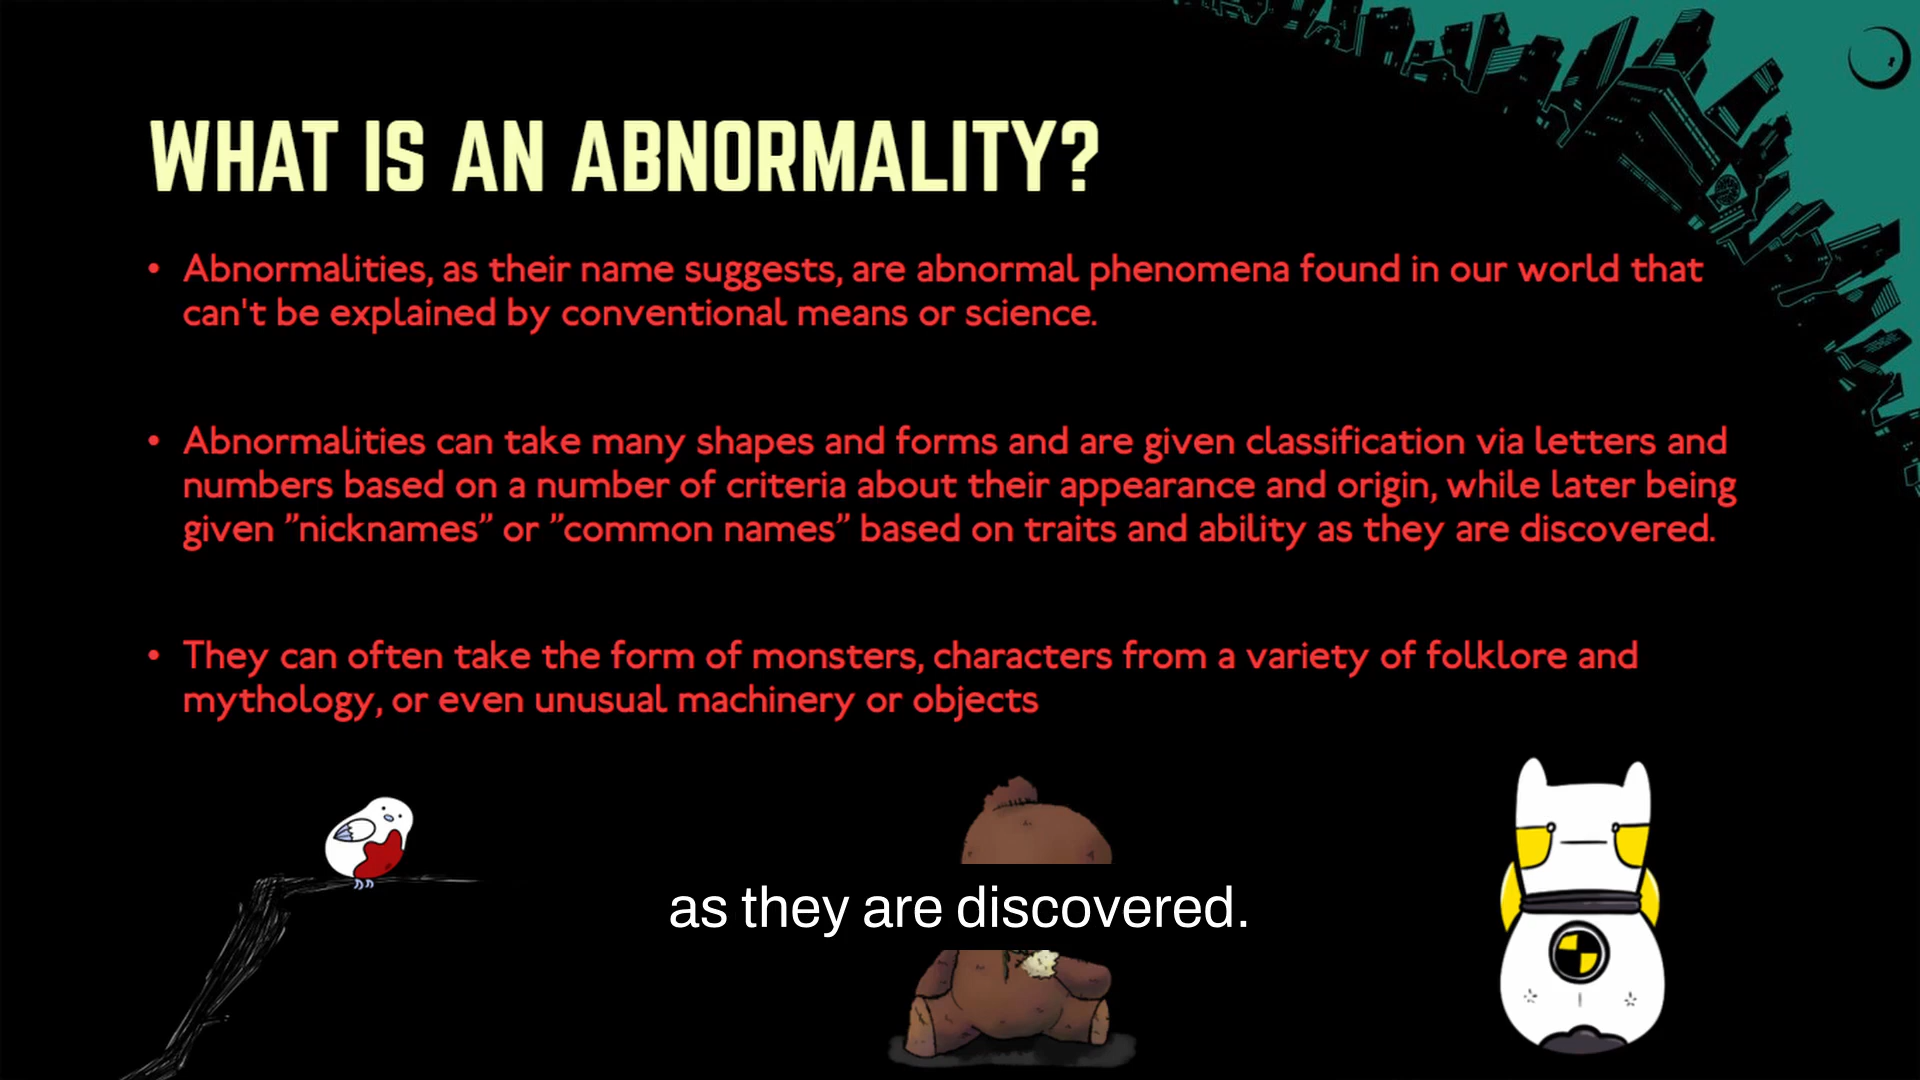 WHAT IS AN ABNORMALITY?
• Abnormalities, as their name suggests, are abnormal phenomena found in our world that
can't be explained by conventional means or science.
• Abnormalities can take many shapes and forms and are given classification via letters and
numbers based on a number of criteria about their appearance and origin, while later being
given ”nicknames” or ”common names” based on traits and ability as they are discovered.
• They can often take the form of monsters, characters from a variety of folklore and
mythology, or even unusual machinery or objects
as they are discovered.